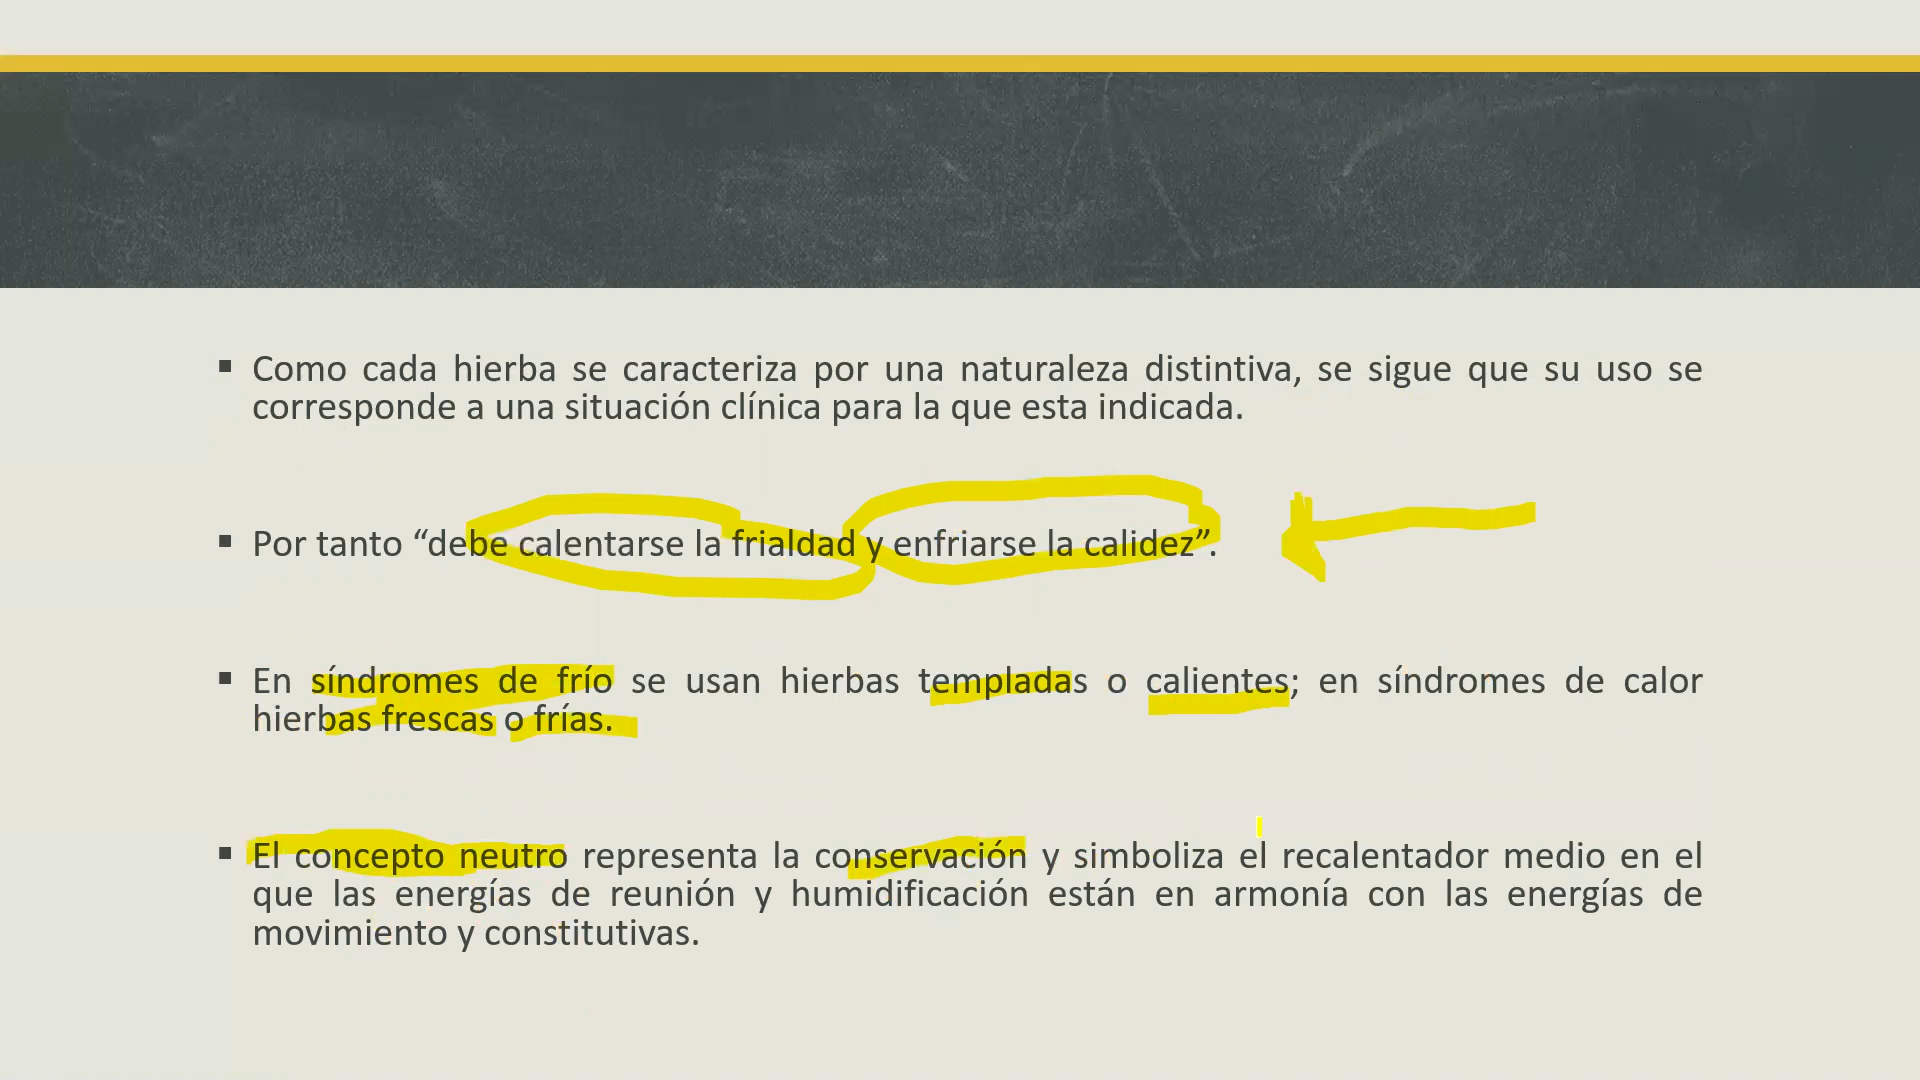 ▪ Como cada hierba se caracteriza por una naturaleza distintiva, se sigue que su uso se
corresponde a una situación clínica para la que esta indicada.
▪ Por tanto “debe calentarse la frialdad y enfriarse la calidez”.
▪ En síndromes de frío se usan hierbas templadas o calientes; en síndromes de calor
hierbas frescas o frías.
▪ El concepto neutro representa la conservación y simboliza el recalentador medio en el
que las energías de reunión y humidificación están en armonía con las energías de
movimiento y constitutivas.